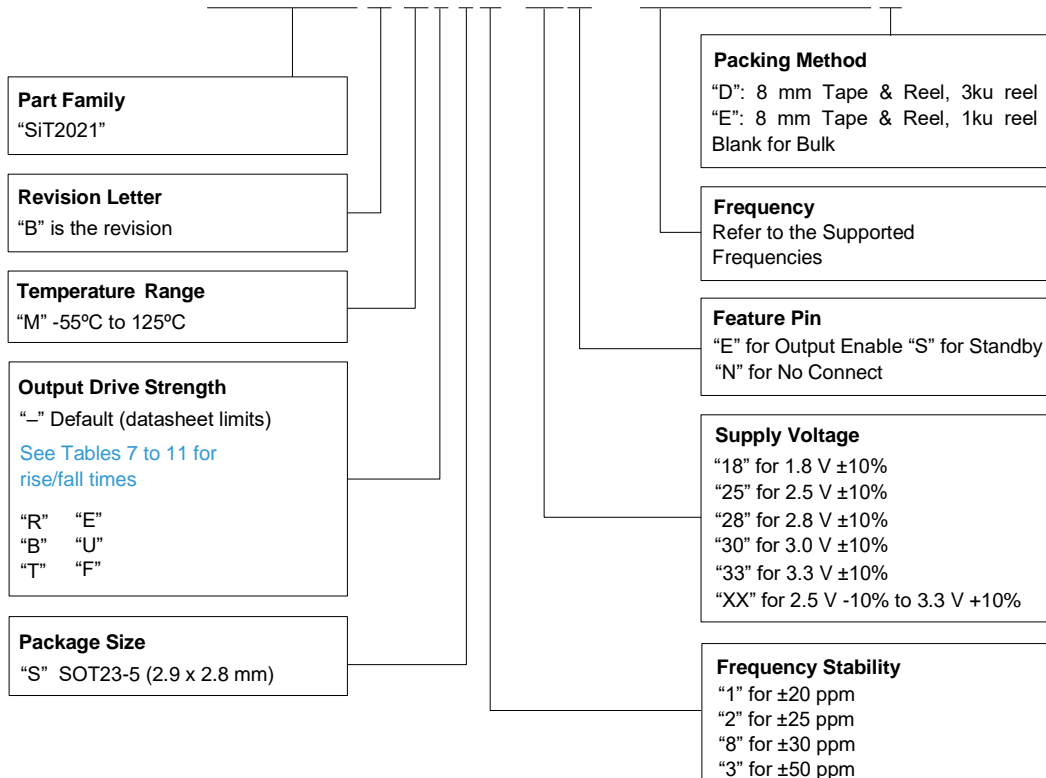 Part Family
“SiT2021”
Revision Letter
“B” is the revision
Temperature Range
“M” -55ºC to 125ºC
Output Drive Strength
“–” Default (datasheet limits)
See Tables 7 to 11 for
rise/fall times
“R” “E”
“B” “U”
“T” “F”
Package Size
“S” SOT23-5 (2.9 x 2.8 mm)
Packing Method
“D”: 8 mm Tape & Reel, 3ku reel
“E”: 8 mm Tape & Reel, 1ku reel
Blank for Bulk
Frequency
Refer to the Supported
Frequencies
Feature Pin
“E” for Output Enable “S” for Standby
“N” for No Connect
Supply Voltage
“18” for 1.8 V ±10%
“25” for 2.5 V ±10%
“28” for 2.8 V ±10%
“30” for 3.0 V ±10%
“33” for 3.3 V ±10%
“XX” for 2.5 V -10% to 3.3 V +10%
Frequency Stability
“1” for ±20 ppm
“2” for ±25 ppm
“8” for ±30 ppm
“3” for ±50 ppm